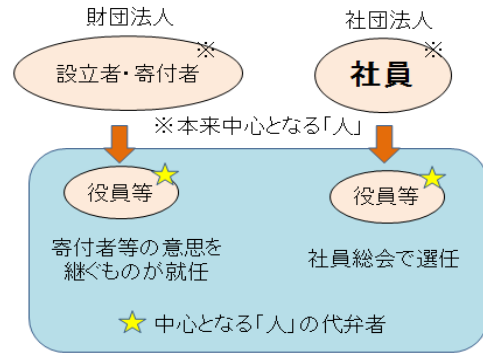 財団法人
社団法人
※
設立者・寄付者
※
社員
※本来中心となる「人」
役員等
役員等
寄付者等の意思を
継ぐものが就任
社員総会で選任
中心となる「人」の代弁者